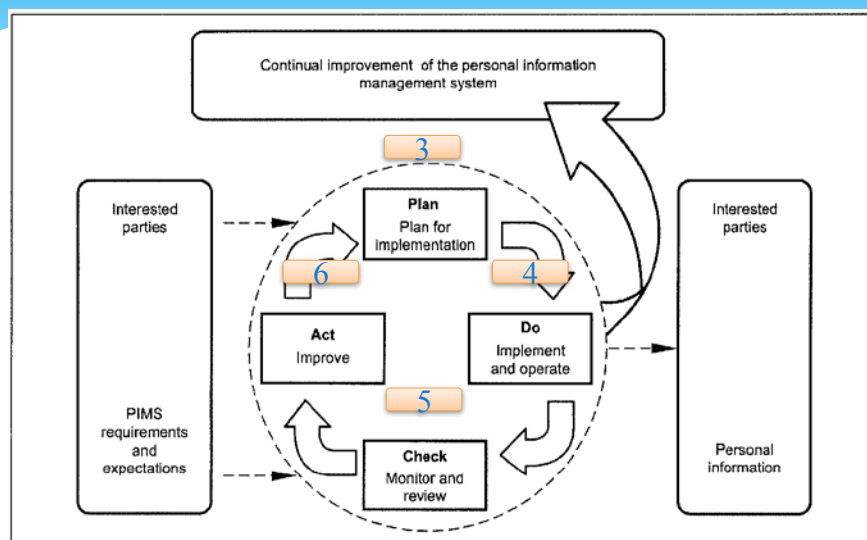 Continual improvement of the personal information
management system
3
Interested
parties
PIMS
requirements
and
expectations
Plan
Plan for
implementation
6
4
Act
Improve
Do
Implement
and operate
5
Check
Monitor and
review
Interested
parties
Personal
information